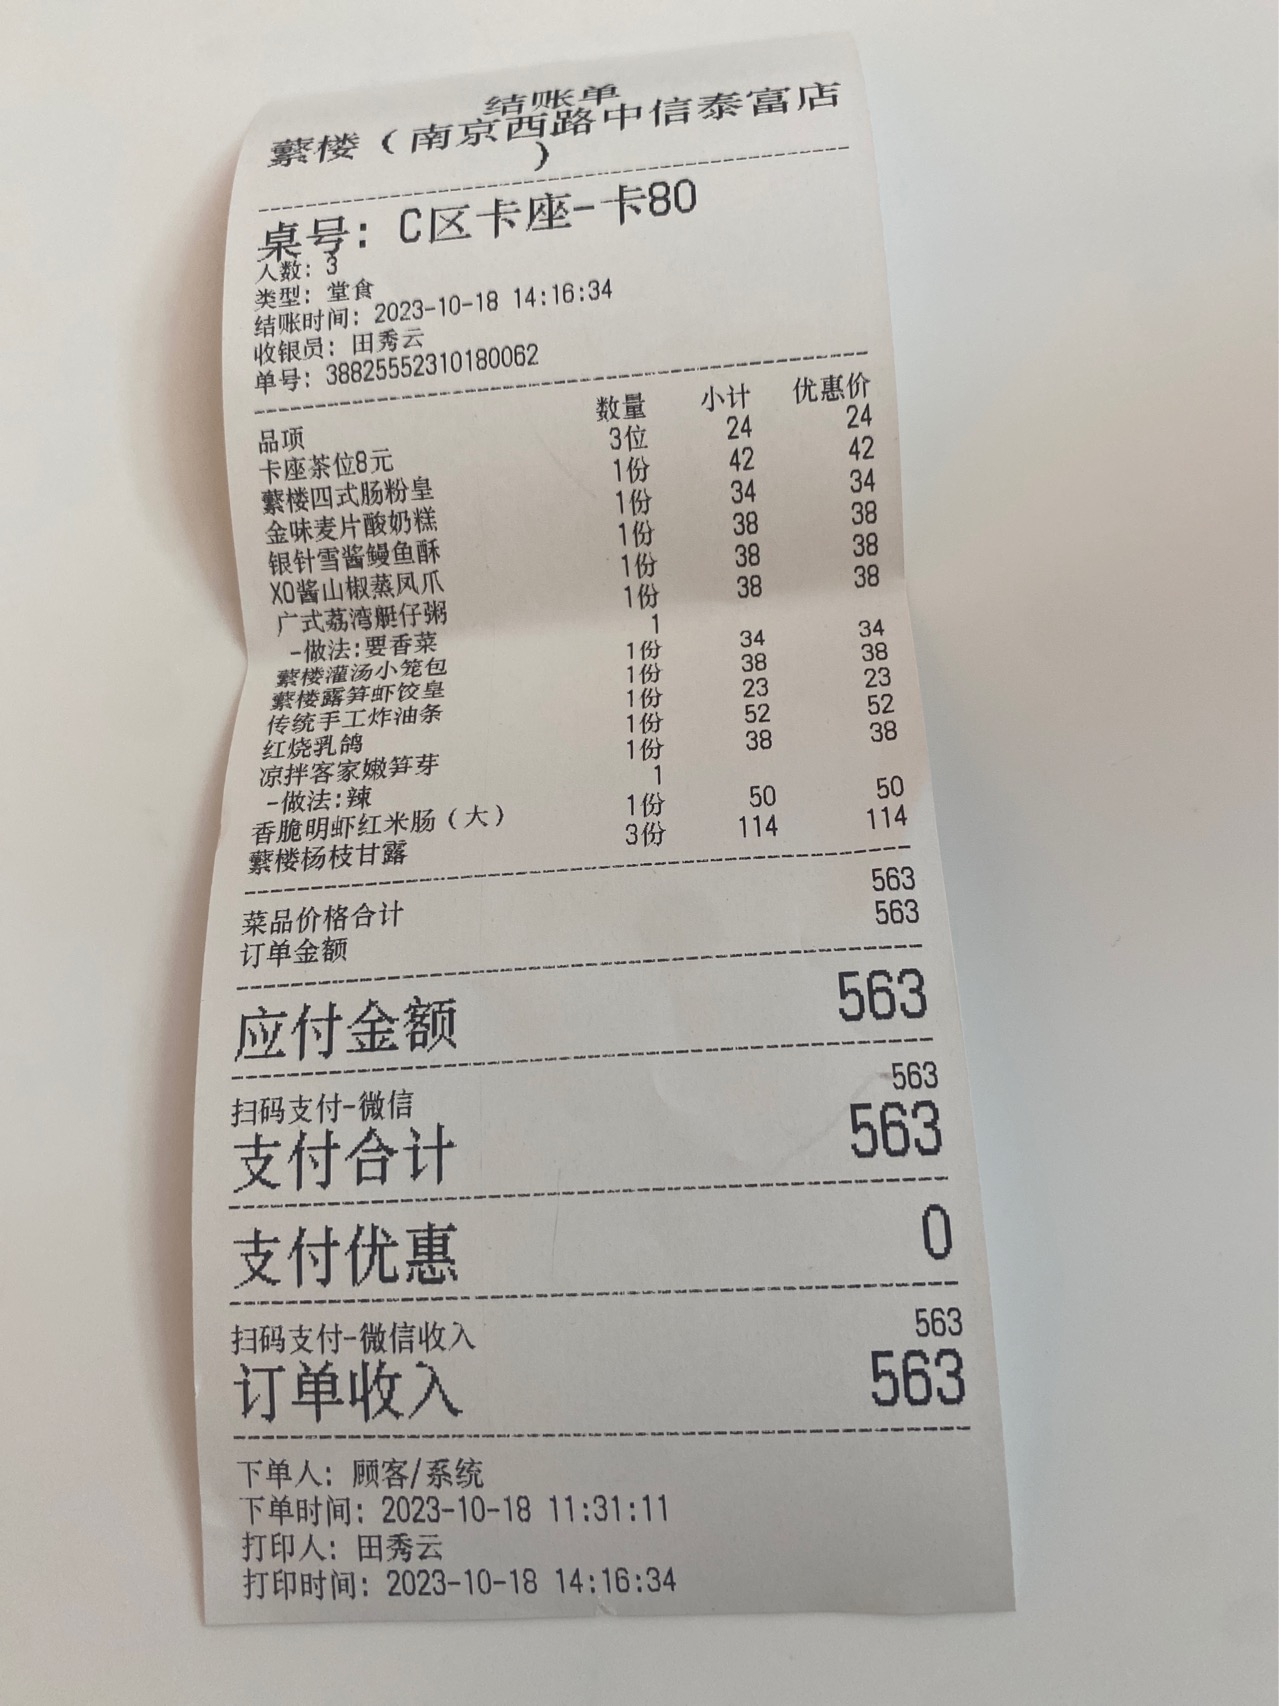 结账单
蘩楼（南京西路中信泰富店
）
桌号：C区卡座-卡80
人数：3
类型：堂食
结账时间：2023-10-18 14:16:34
收银员：田秀云
单号：38825552310180062
品项 数量 小计 优惠价
卡座茶位8元 3位 24 24
蘩楼四式肠粉皇 1份 42 42
金味麦片酸奶糕 1份 34 34
银针雪酱鳗鱼酥 1份 38 38
XO酱山椒蒸凤爪 1份 38 38
广式荔湾艇仔粥 1份 38 38
-做法:要香菜 1
蘩楼灌汤小笼包 1份 34 34
蘩楼露笋虾饺皇 1份 38 38
传统手工炸油条 1份 23 23
红烧乳鸽 1份 52 52
凉拌客家嫩笋芽 1份 38 38
-做法:辣 1
香脆明虾红米肠（大） 1份 50 50
蘩楼杨枝甘露 3份 114 114
菜品价格合计 563
订单金额 563
应付金额 563
扫码支付-微信 563
支付合计 563
支付优惠 0
扫码支付-微信收入 563
订单收入 563
下单人：顾客/系统
下单时间：2023-10-18 11:31:11
打印人：田秀云
打印时间：2023-10-18 14:16:34